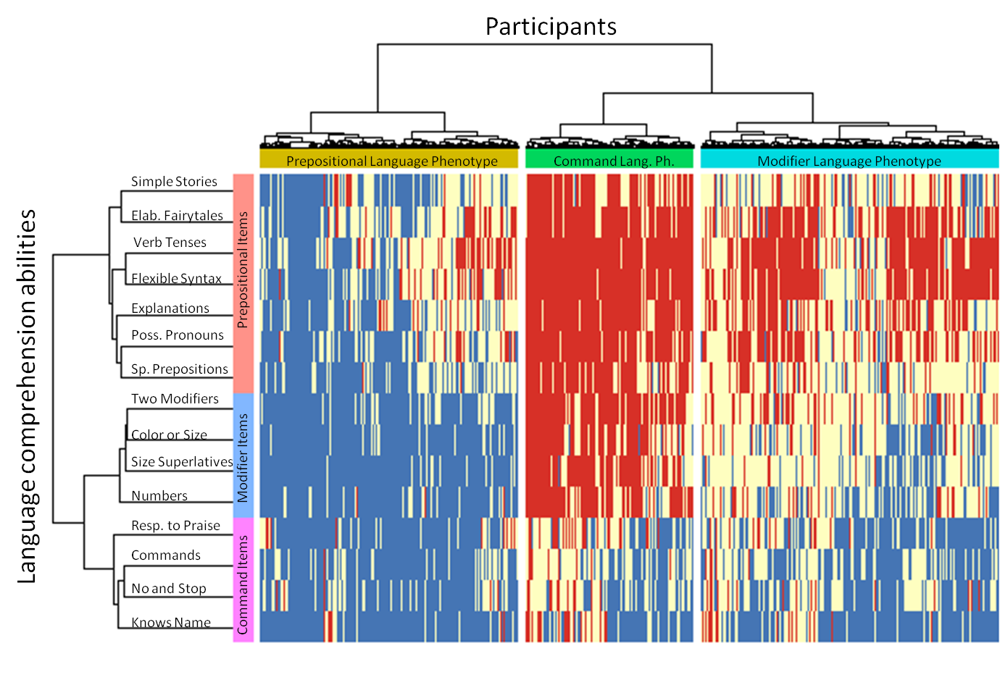 Participants
Prepositional Language Phenotype
Command Lang. Ph.
Modifier Language Phenotype
Language comprehension abilities
Simple Stories
Elab. Fairytales
Verb Tenses
Flexible Syntax
Explanations
Poss. Pronouns
Sp. Prepositions
Two Modifiers
Color or Size
Size Superlatives
Numbers
Resp. to Praise
Commands
No and Stop
Knows Name
Prepositional Items
Modifier Items
Command Items